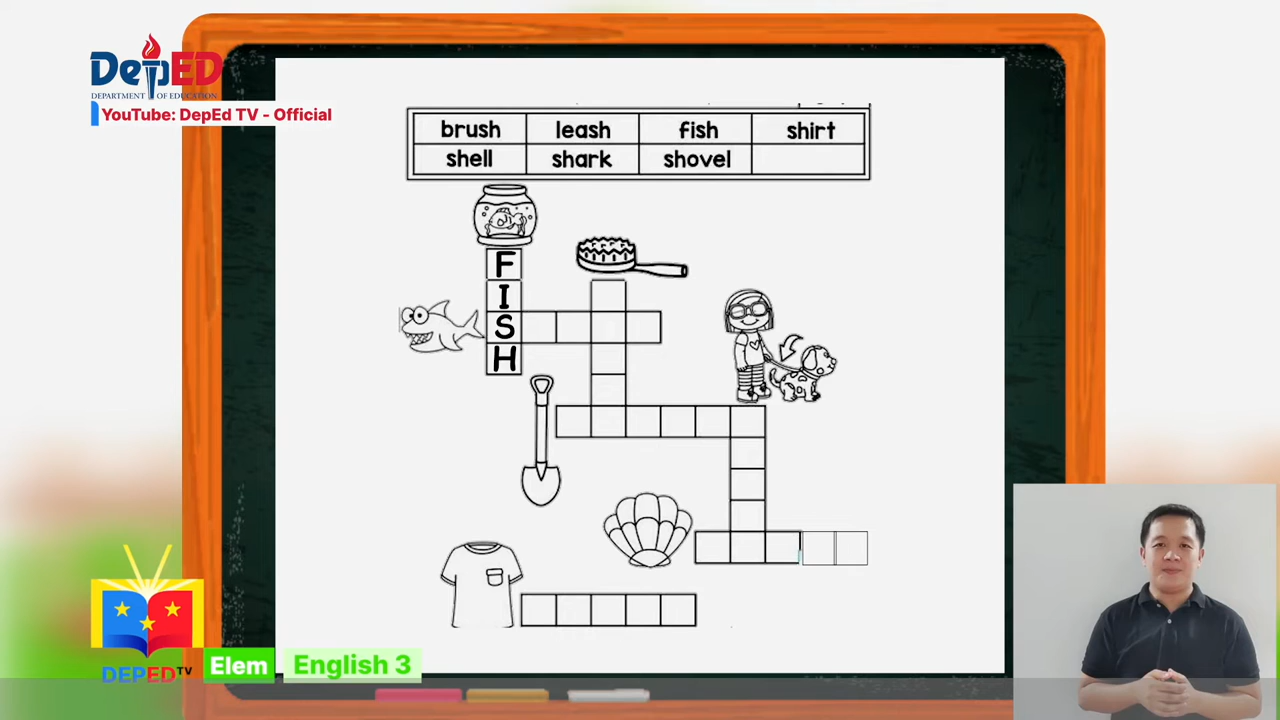 DepED
DEPARTMENT OF EDUCATION
YouTube: DepEd TV - Official
brush leash fish shirt
shell shark shovel
F
I
S
H
DEPED TV
Elem English 3